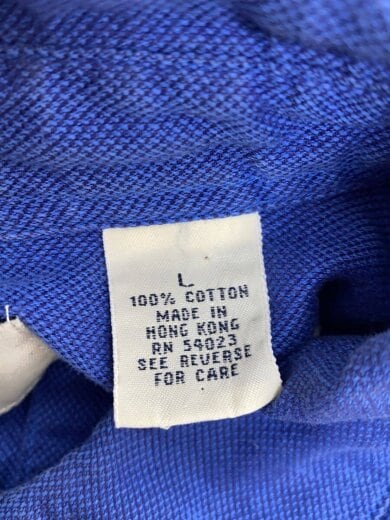 L
100% COTTON
MADE IN
HONG KONG
RN 54023
SEE REVERSE
FOR CARE